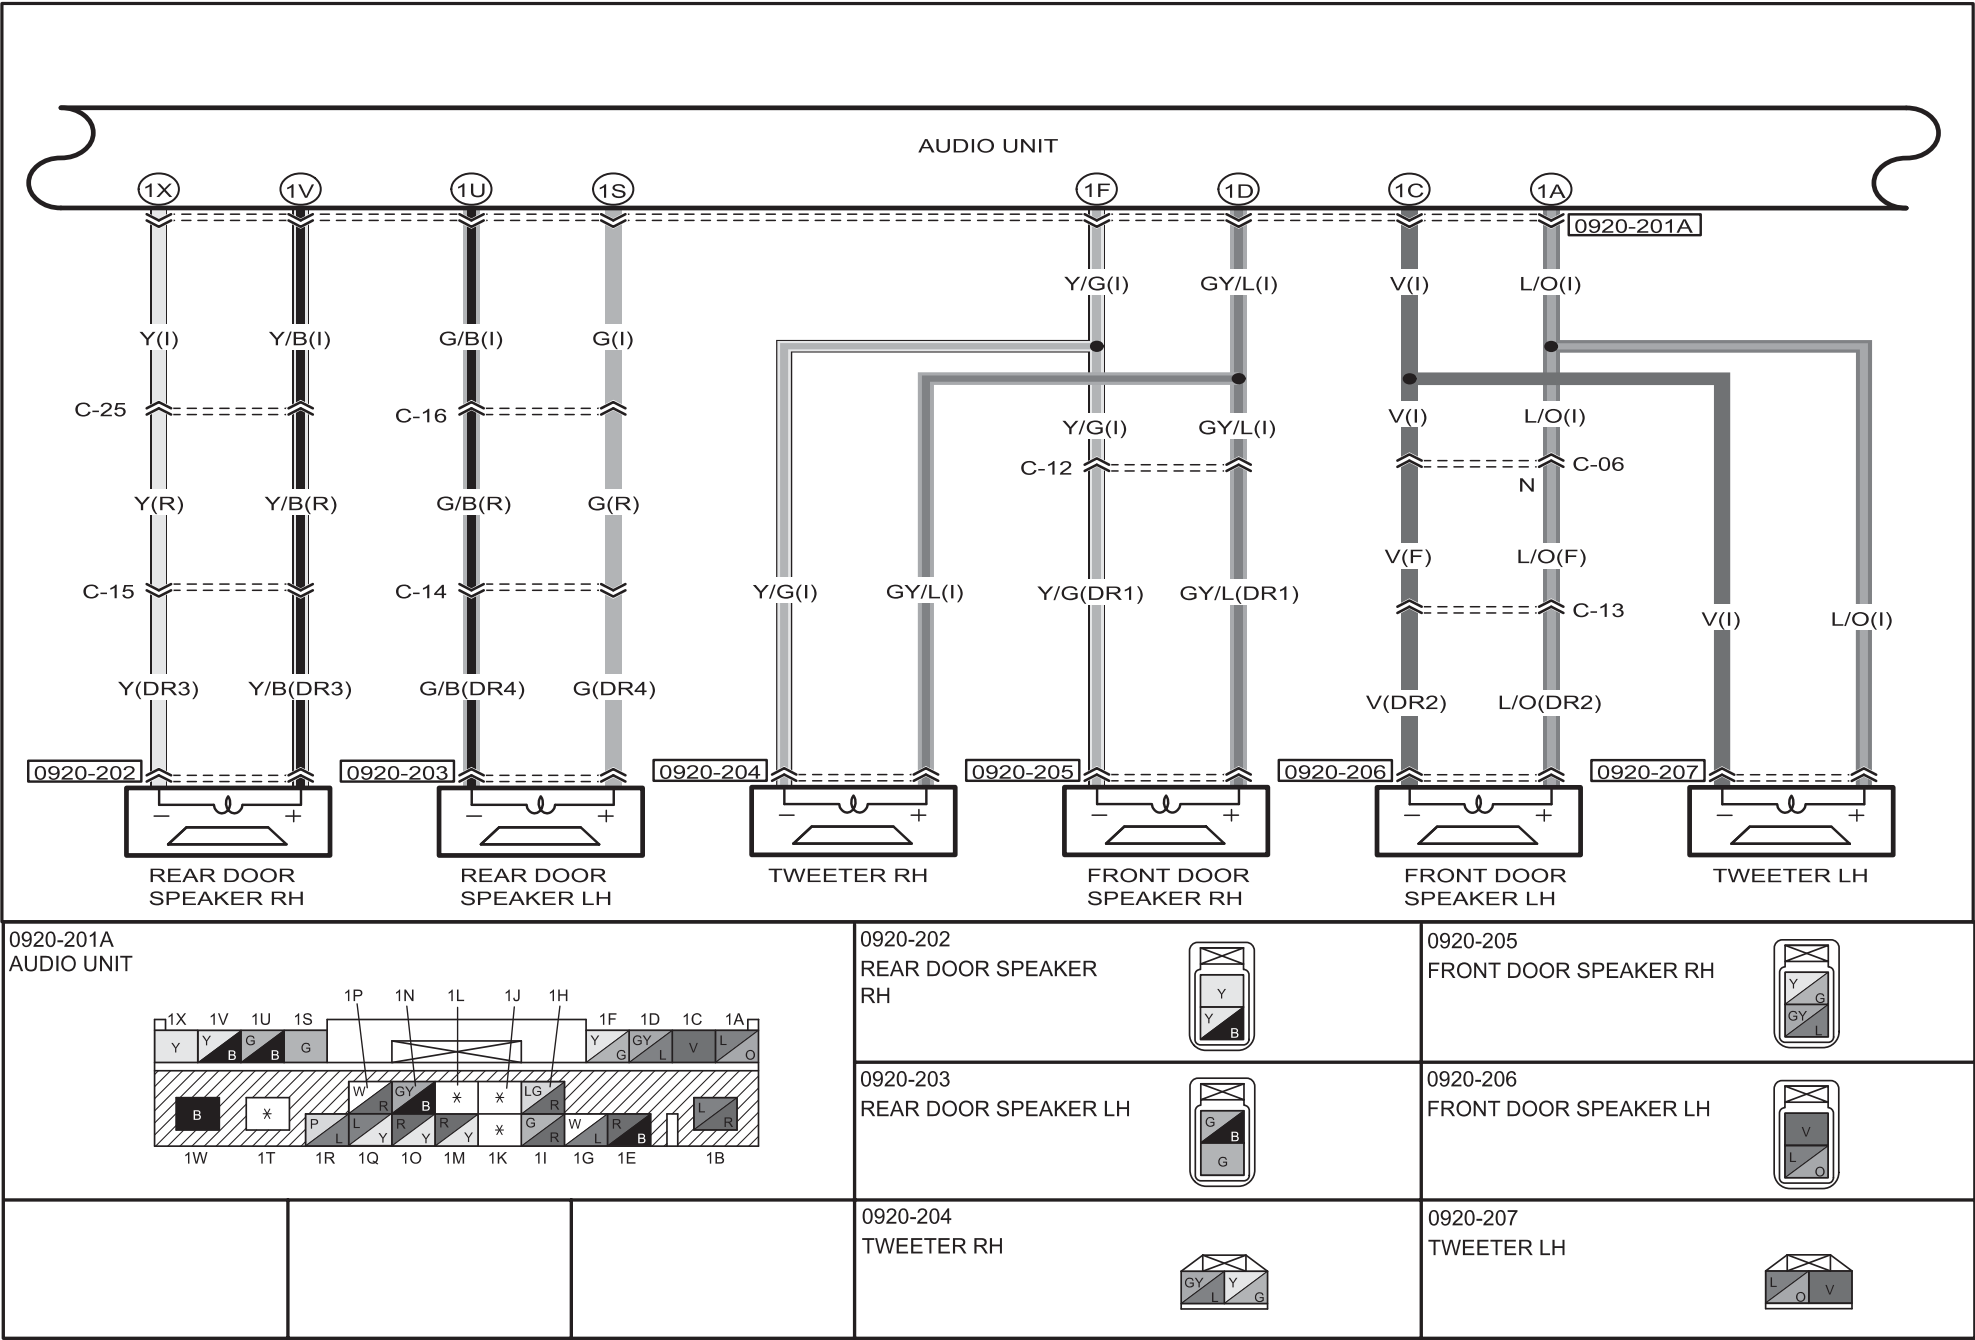 AUDIO UNIT
1X 1V 1U 1S 1F 1D 1C 1A
0920-201A
Y/G(I) GY/L(I) V(I) L/O(I)
Y(I) Y/B(I) G/B(I) G(I)
C-25 C-16 V(I) L/O(I)
Y/G(I) GY/L(I)
C-12 C-06
N
Y(R) Y/B(R) G/B(R) G(R)
V(F) L/O(F)
C-15 C-14 Y/G(I) GY/L(I) Y/G(DR1) GY/L(DR1)
C-13
V(I) L/O(I)
Y(DR3) Y/B(DR3) G/B(DR4) G(DR4)
V(DR2) L/O(DR2)
0920-202 0920-203 0920-204 0920-205 0920-206 0920-207
− + − + − + − + − + − +
REAR DOOR
SPEAKER RH
REAR DOOR
SPEAKER LH
TWEETER RH
FRONT DOOR
SPEAKER RH
FRONT DOOR
SPEAKER LH
TWEETER LH
0920-201A
AUDIO UNIT
1P 1N 1L 1J 1H
1X 1V 1U 1S 1F 1D 1C 1A
Y Y B G B G Y G GY L V L O
W R GY B * * LG R
B * L R
P L L Y R Y R Y * G R W L R B
1W 1T 1R 1Q 1O 1M 1K 1I 1G 1E 1B
0920-202
REAR DOOR SPEAKER
RH
Y
Y B
0920-205
FRONT DOOR SPEAKER RH
Y G
GY L
0920-203
REAR DOOR SPEAKER LH
G B
G
0920-206
FRONT DOOR SPEAKER LH
V
L O
0920-204
TWEETER RH
GY L Y G
0920-207
TWEETER LH
L O V